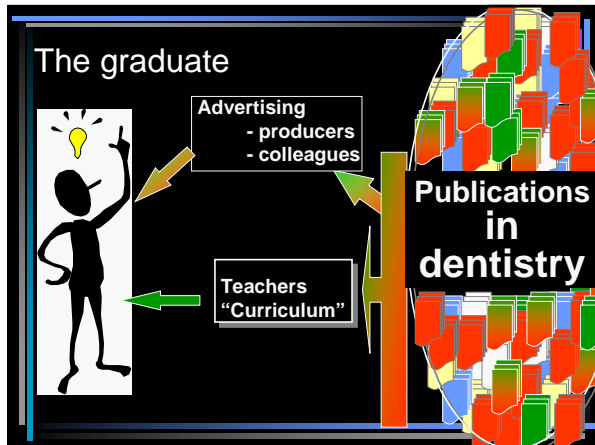 The graduate
Advertising
- producers
- colleagues
Publications
in
dentistry
Teachers
“Curriculum”